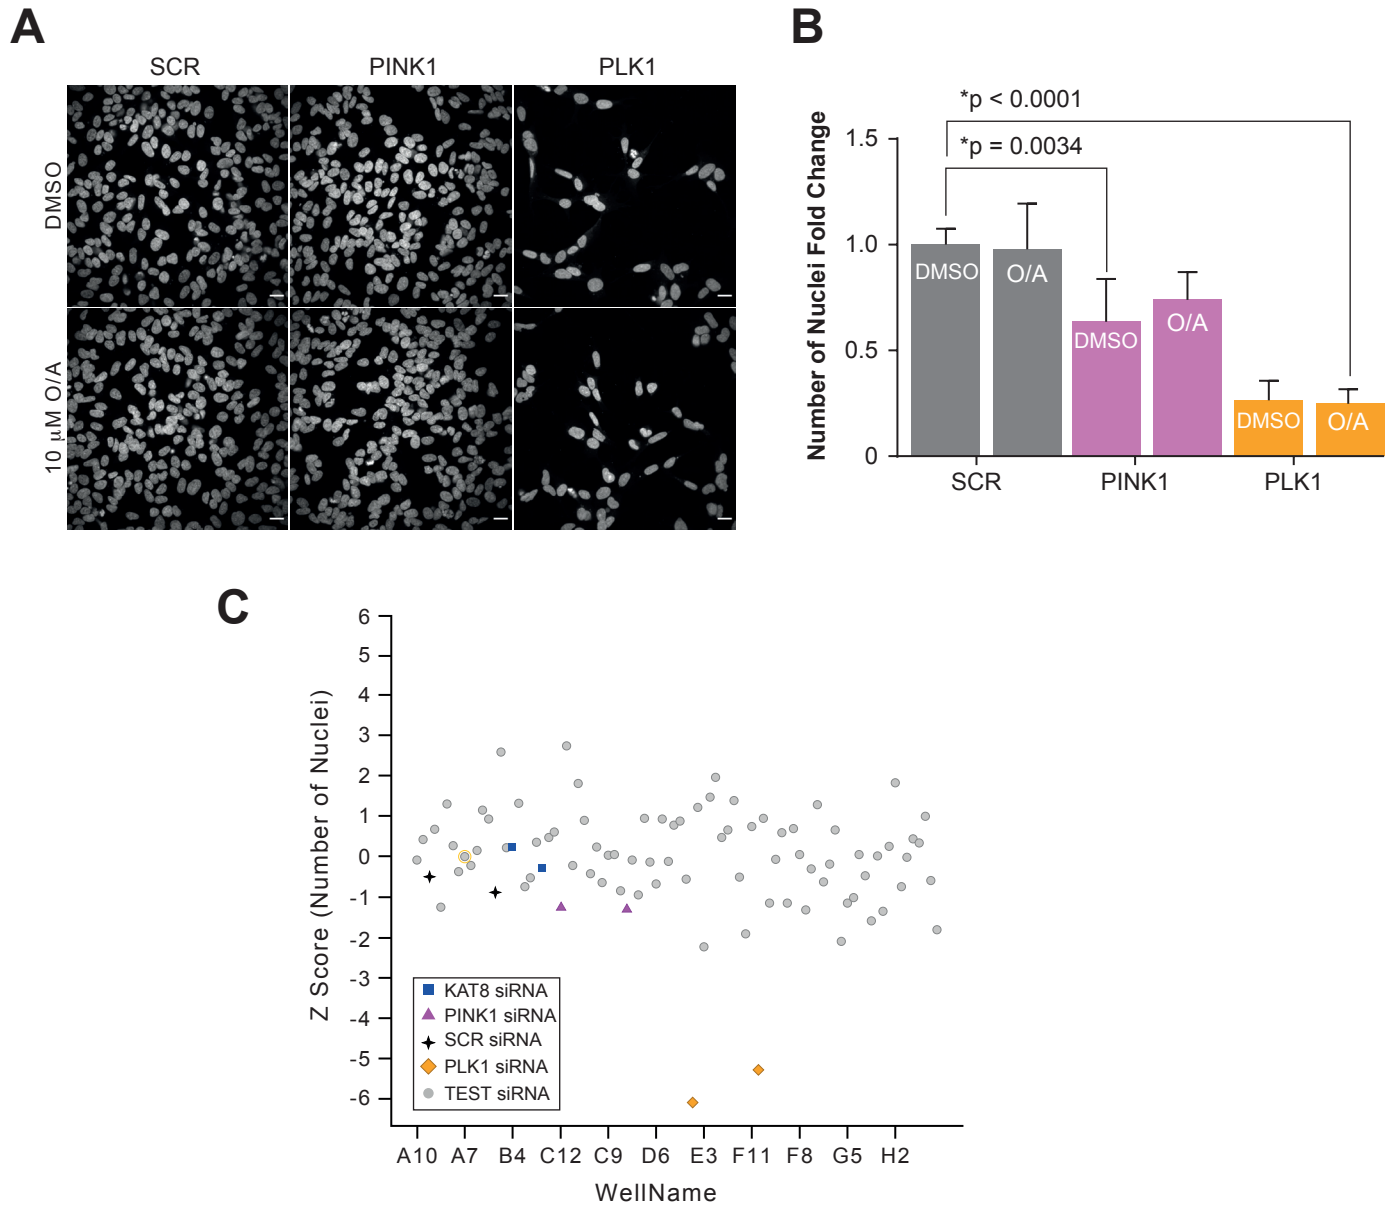 A
SCR PINK1 PLK1
DMSO
10 µM O/A
B
*p < 0.0001
*p = 0.0034
Number of Nuclei Fold Change
1.5
1.0
0.5
0
DMSO O/A DMSO O/A DMSO O/A
SCR PINK1 PLK1
C
Z Score (Number of Nuclei)
6
5
4
3
2
1
0
-1
-2
-3
-4
-5
-6
KAT8 siRNA
PINK1 siRNA
SCR siRNA
PLK1 siRNA
TEST siRNA
A10 A7 B4 C12 C9 D6 E3 F11 F8 G5 H2
WellName